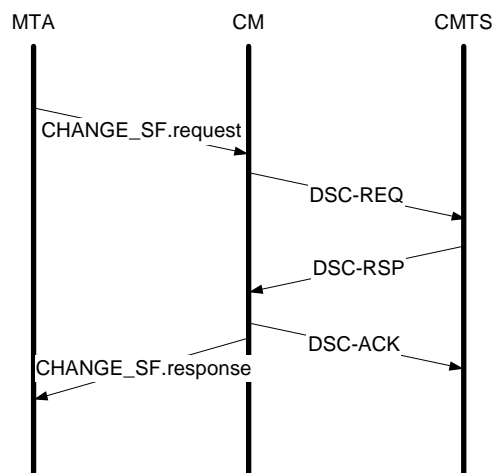 MTA CM CMTS
CHANGE_SF.request
DSC-REQ
DSC-RSP
DSC-ACK
CHANGE_SF.response